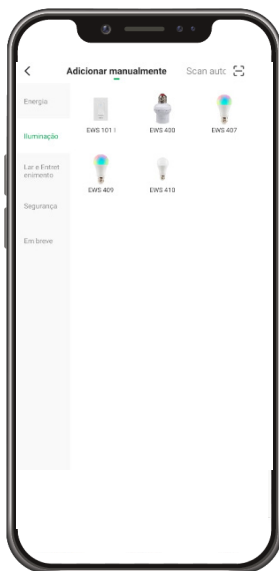 Adicionar manualmente Scan autc
Energia
Iluminação
Lar e Entret
enimento
Segurança
Em breve
EWS 101 I EWS 400 EWS 407
EWS 409 EWS 410